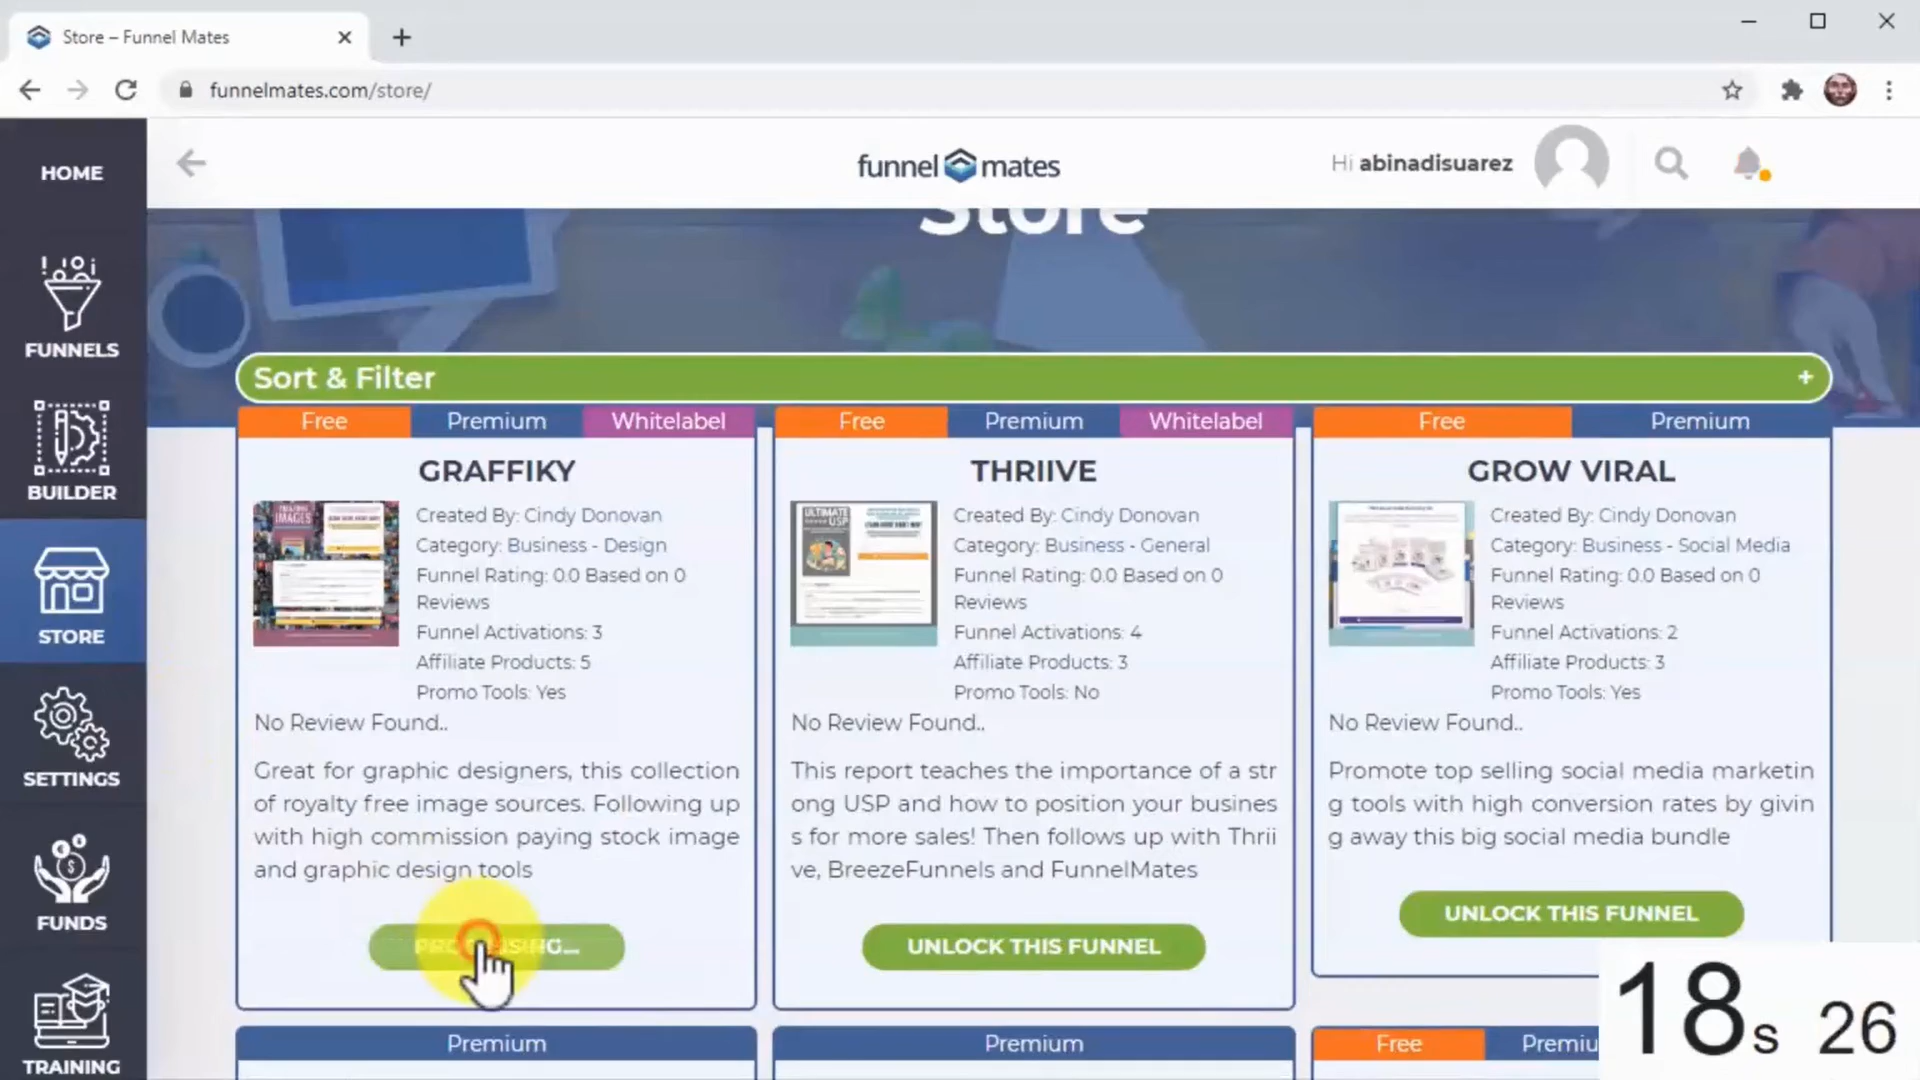 Store – Funnel Mates
funnelmates.com/store/
HOME
FUNNELS
BUILDER
STORE
SETTINGS
FUNDS
TRAINING
funnel mates
Hi abinadisuarez
Store
Sort & Filter +
Free Premium Whitelabel
GRAFFIKY
Created By: Cindy Donovan
Category: Business - Design
Funnel Rating: 0.0 Based on 0
Reviews
Funnel Activations: 3
Affiliate Products: 5
Promo Tools: Yes
No Review Found..
Great for graphic designers, this collection
of royalty free image sources. Following up
with high commission paying stock image
and graphic design tools
Free Premium Whitelabel
THRIIVE
Created By: Cindy Donovan
Category: Business - General
Funnel Rating: 0.0 Based on 0
Reviews
Funnel Activations: 4
Affiliate Products: 3
Promo Tools: No
No Review Found..
This report teaches the importance of a str
ong USP and how to position your busines
s for more sales! Then follows up with Thrii
ve, BreezeFunnels and FunnelMates
UNLOCK THIS FUNNEL
Free Premium
GROW VIRAL
Created By: Cindy Donovan
Category: Business - Social Media
Funnel Rating: 0.0 Based on 0
Reviews
Funnel Activations: 2
Affiliate Products: 3
Promo Tools: Yes
No Review Found..
Promote top selling social media marketin
g tools with high conversion rates by givin
g away this big social media bundle
UNLOCK THIS FUNNEL
Premium
Premium
Free Premiu
18s 26